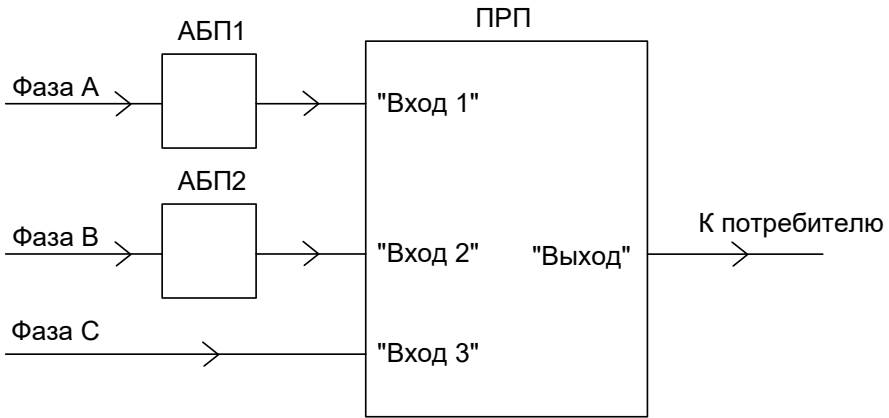 ПРП
АБП1
Фаза А
"Вход 1"
АБП2
Фаза В
"Вход 2"
"Выход"
К потребителю
Фаза С
"Вход 3"